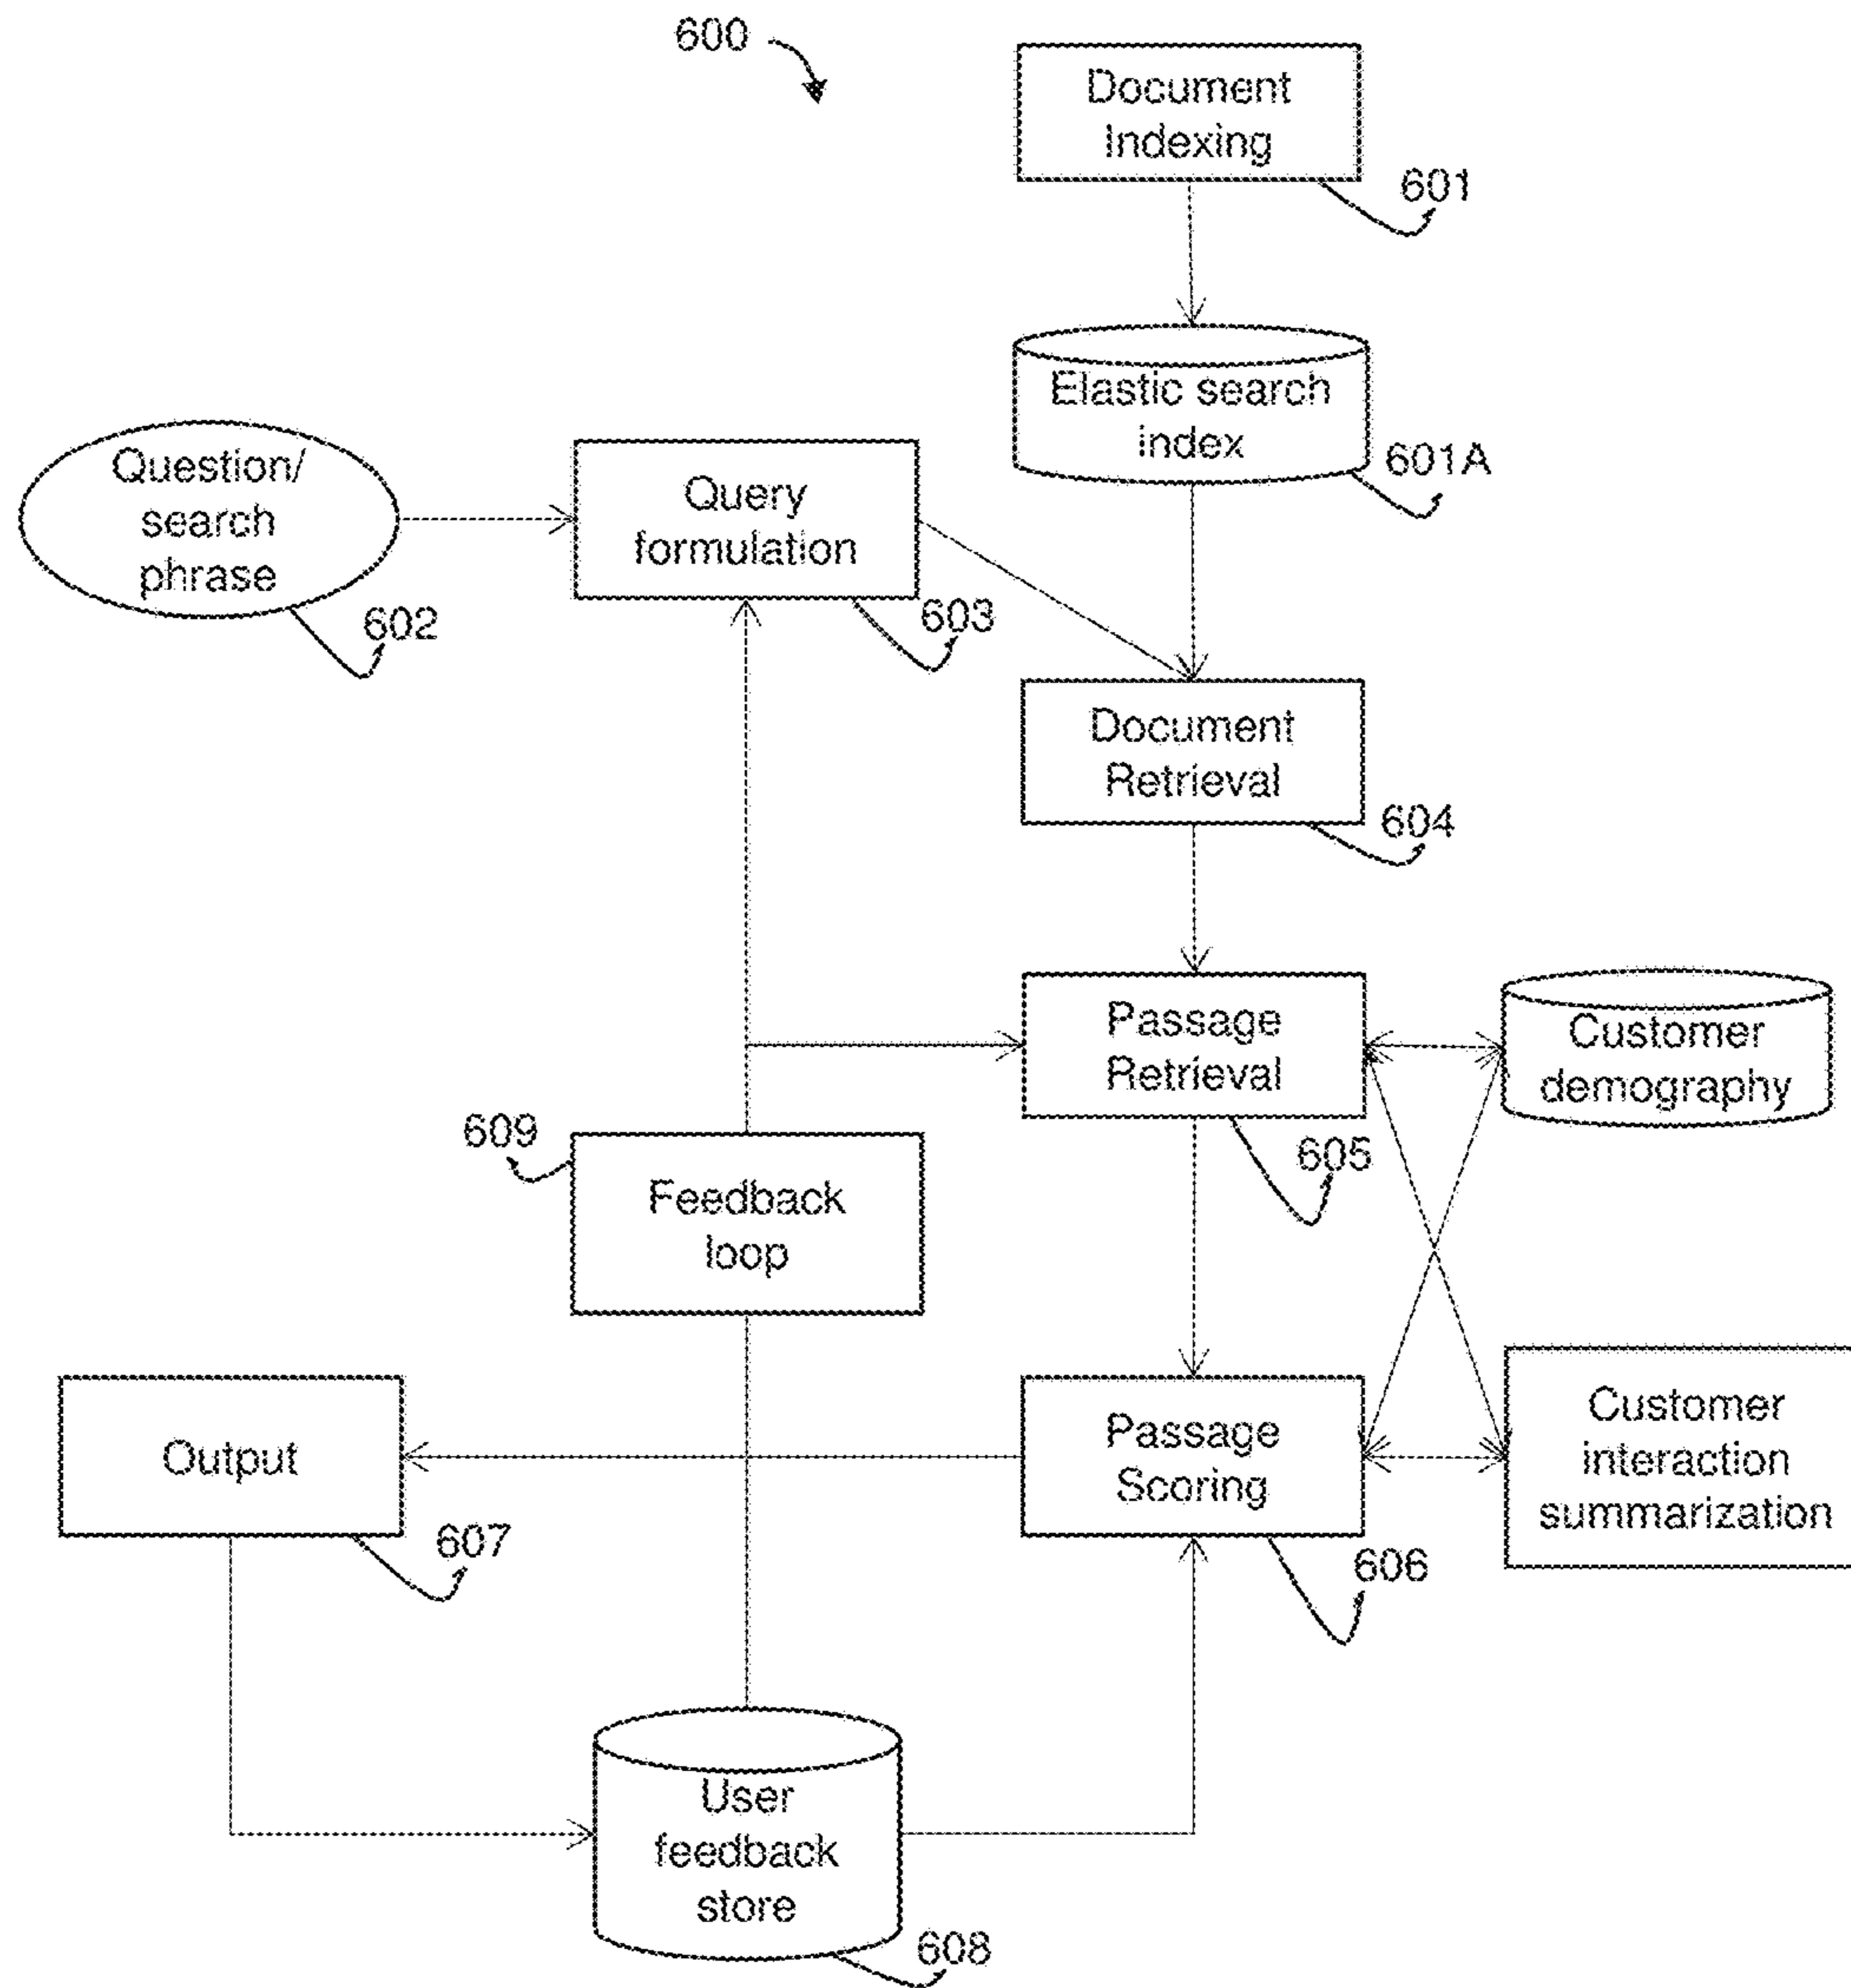 600
Document
Indexing
601
Elastic search
index
601A
Question/
search
phrase
602
Query
formulation
603
Document
Retrieval
604
Passage
Retrieval
605
Customer
demography
609
Feedback
loop
Output
607
Passage
Scoring
606
Customer
interaction
summarization
User
feedback
store
608